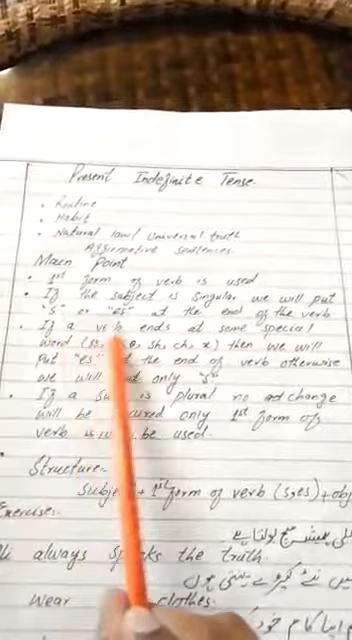 Present Indefinite Tense.
• Routine
• Habit
• Natural law/ Universal truth
Affirmative sentences.
Main Point
• 1st form of verb is used
• If the subject is singular we will put
"s" or "es" at the end of the verb
• If a verb ends at some special
word (ss, o, sh, ch, x) then we will
put "es" at the end of verb otherwise
we will put only "s"
• If a is plural no change
will be only 1st form of
verb be used.
Structure:
Subject + 1st form of verb (s,es) + obj
Exercise:
always speaks the truth.
wear clothes.